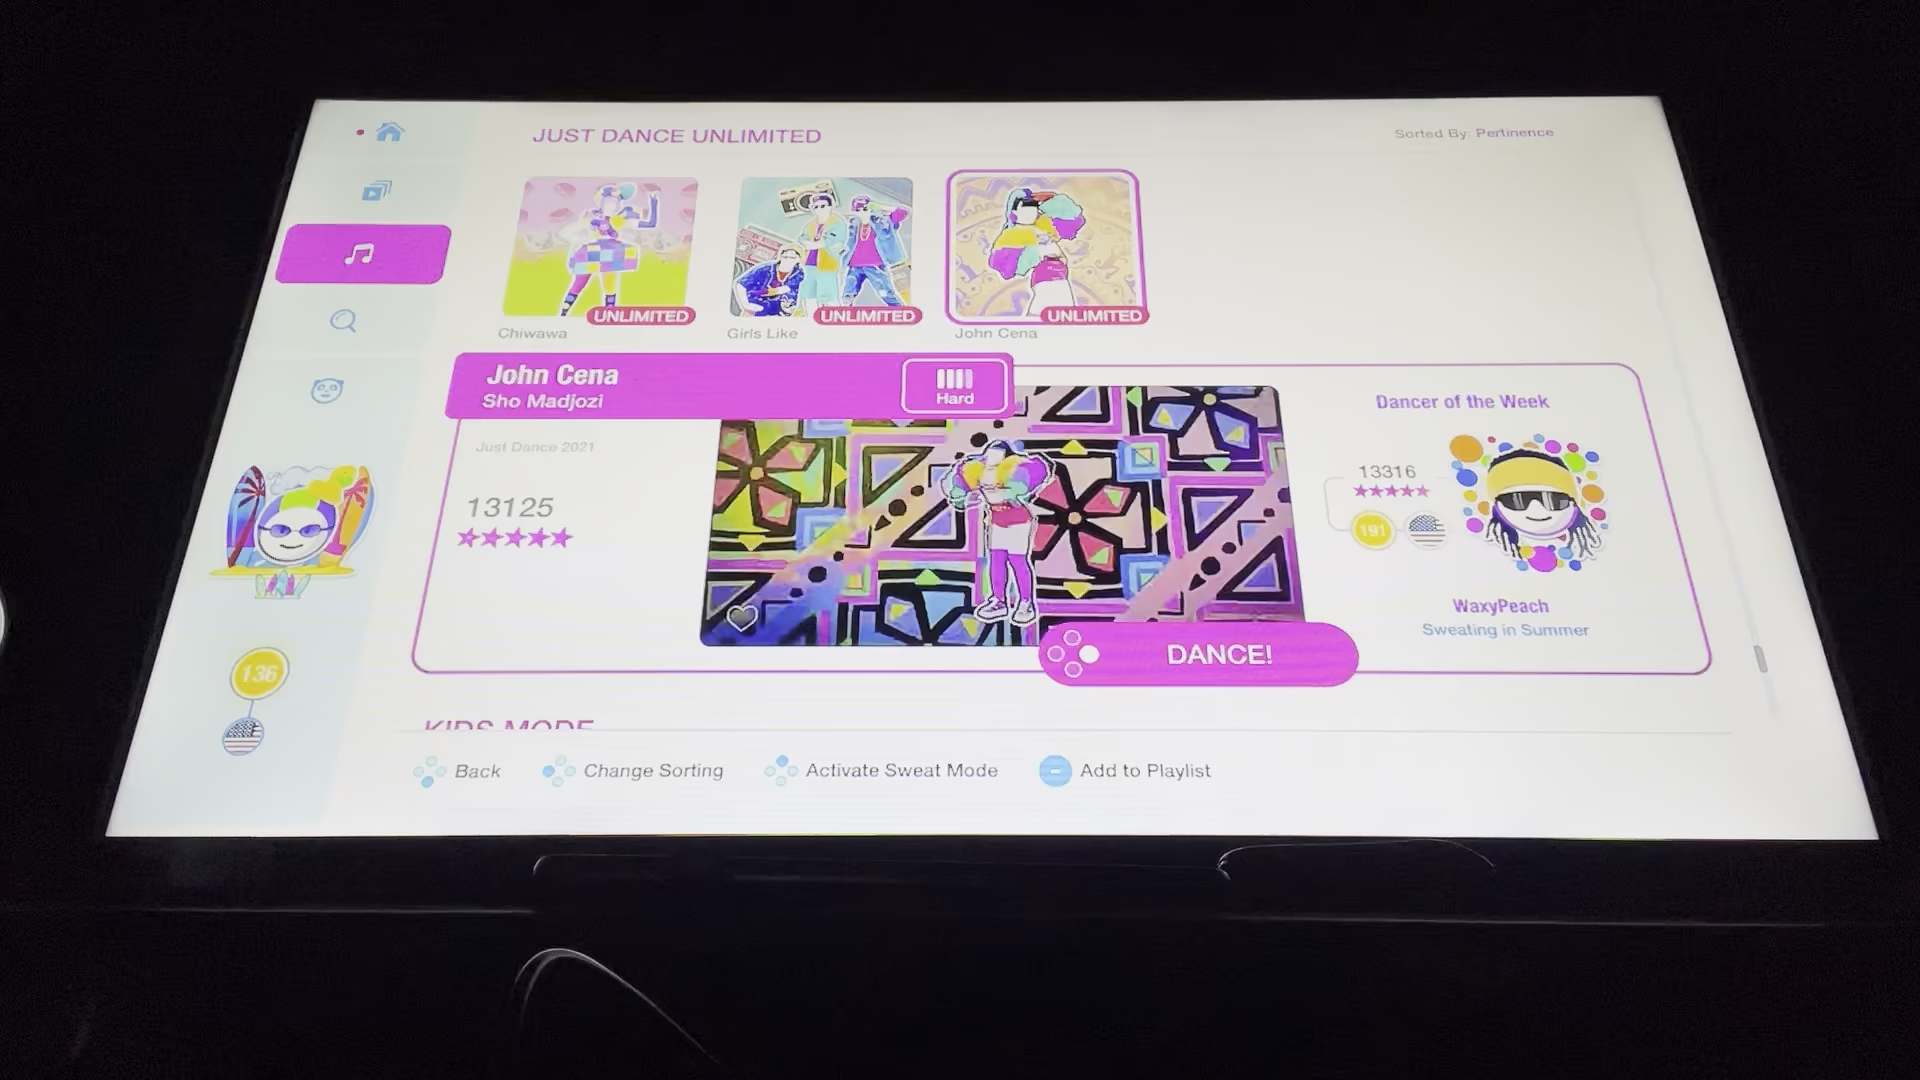 JUST DANCE UNLIMITED
Sorted By: Pertinence
UNLIMITED
UNLIMITED
UNLIMITED
Chiwawa
Girls Like
John Cena
John Cena
Sho Madjozi
Hard
Just Dance 2021
13125
Dancer of the Week
13316
191
WaxyPeach
Sweating in Summer
DANCE!
136
KIDS MODE
Back
Change Sorting
Activate Sweat Mode
Add to Playlist